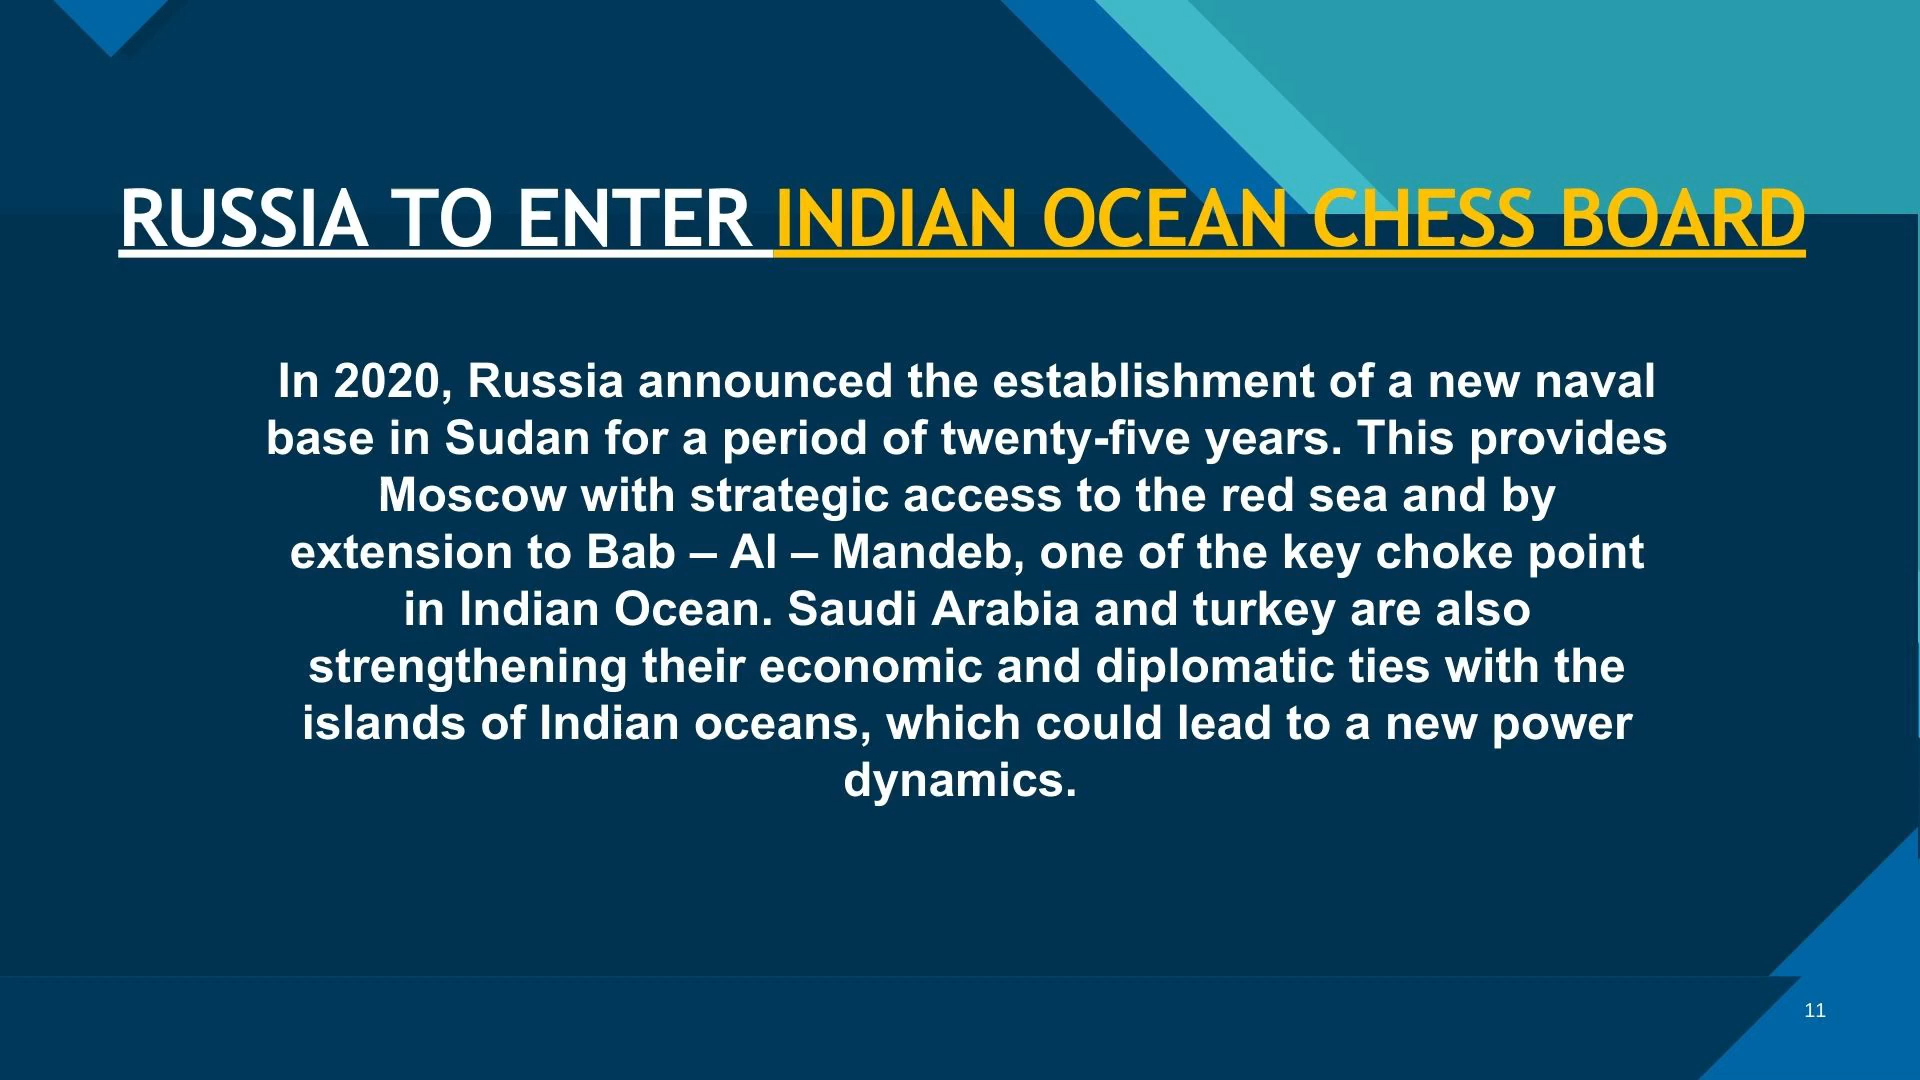 RUSSIA TO ENTER INDIAN OCEAN CHESS BOARD
In 2020, Russia announced the establishment of a new naval
base in Sudan for a period of twenty-five years. This provides
Moscow with strategic access to the red sea and by
extension to Bab – Al – Mandeb, one of the key choke point
in Indian Ocean. Saudi Arabia and turkey are also
strengthening their economic and diplomatic ties with the
islands of Indian oceans, which could lead to a new power
dynamics.
11